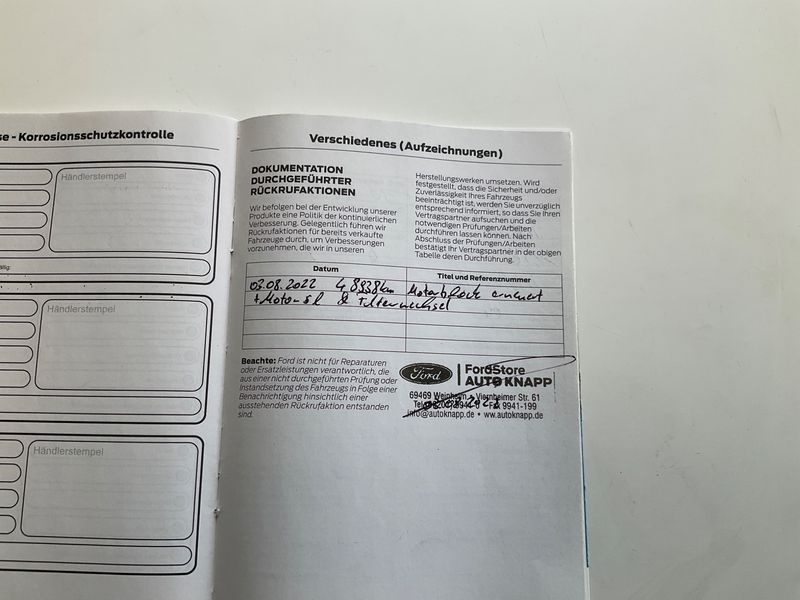 se - Korrosionsschutzkontrolle
Händlerstempel
Händlerstempel
Händlerstempel
Verschiedenes (Aufzeichnungen)
DOKUMENTATION
DURCHGEFÜHRTER
RÜCKRUFAKTIONEN
Wir befolgen bei der Entwicklung unserer
Produkte eine Politik der kontinuierlichen
Verbesserung. Gelegentlich führen wir
Rückrufaktionen für bereits verkaufte
Fahrzeuge durch, um Verbesserungen
vorzunehmen, die wir in unseren
Herstellungswerken umsetzen. Wird
festgestellt, dass die Sicherheit und/oder
Zuverlässigkeit Ihres Fahrzeugs
beeinträchtigt ist, werden Sie unverzüglich
entsprechend informiert, so dass Sie Ihren
Vertragspartner aufsuchen und die
notwendigen Prüfungen/Arbeiten
durchführen lassen können. Nach
Abschluss der Prüfungen/Arbeiten
bestätigt Ihr Vertragspartner in der obigen
Tabelle deren Durchführung.
Datum
Titel und Referenznummer
03.08.2022 48938km Motorblock erneuert
+ Motoröl & Filterwechsel
Beachte: Ford ist nicht für Reparaturen
oder Ersatzleistungen verantwortlich, die
aus einer nicht durchgeführten Prüfung oder
Instandsetzung des Fahrzeugs in Folge einer
Benachrichtigung hinsichtlich einer
ausstehenden Rückrufaktion entstanden
sind.
Ford
FordStore
AUTO KNAPP
69469 Weinheim • Viernheimer Str. 61
Fax 9941-199
info@autoknapp.de • www.autoknapp.de